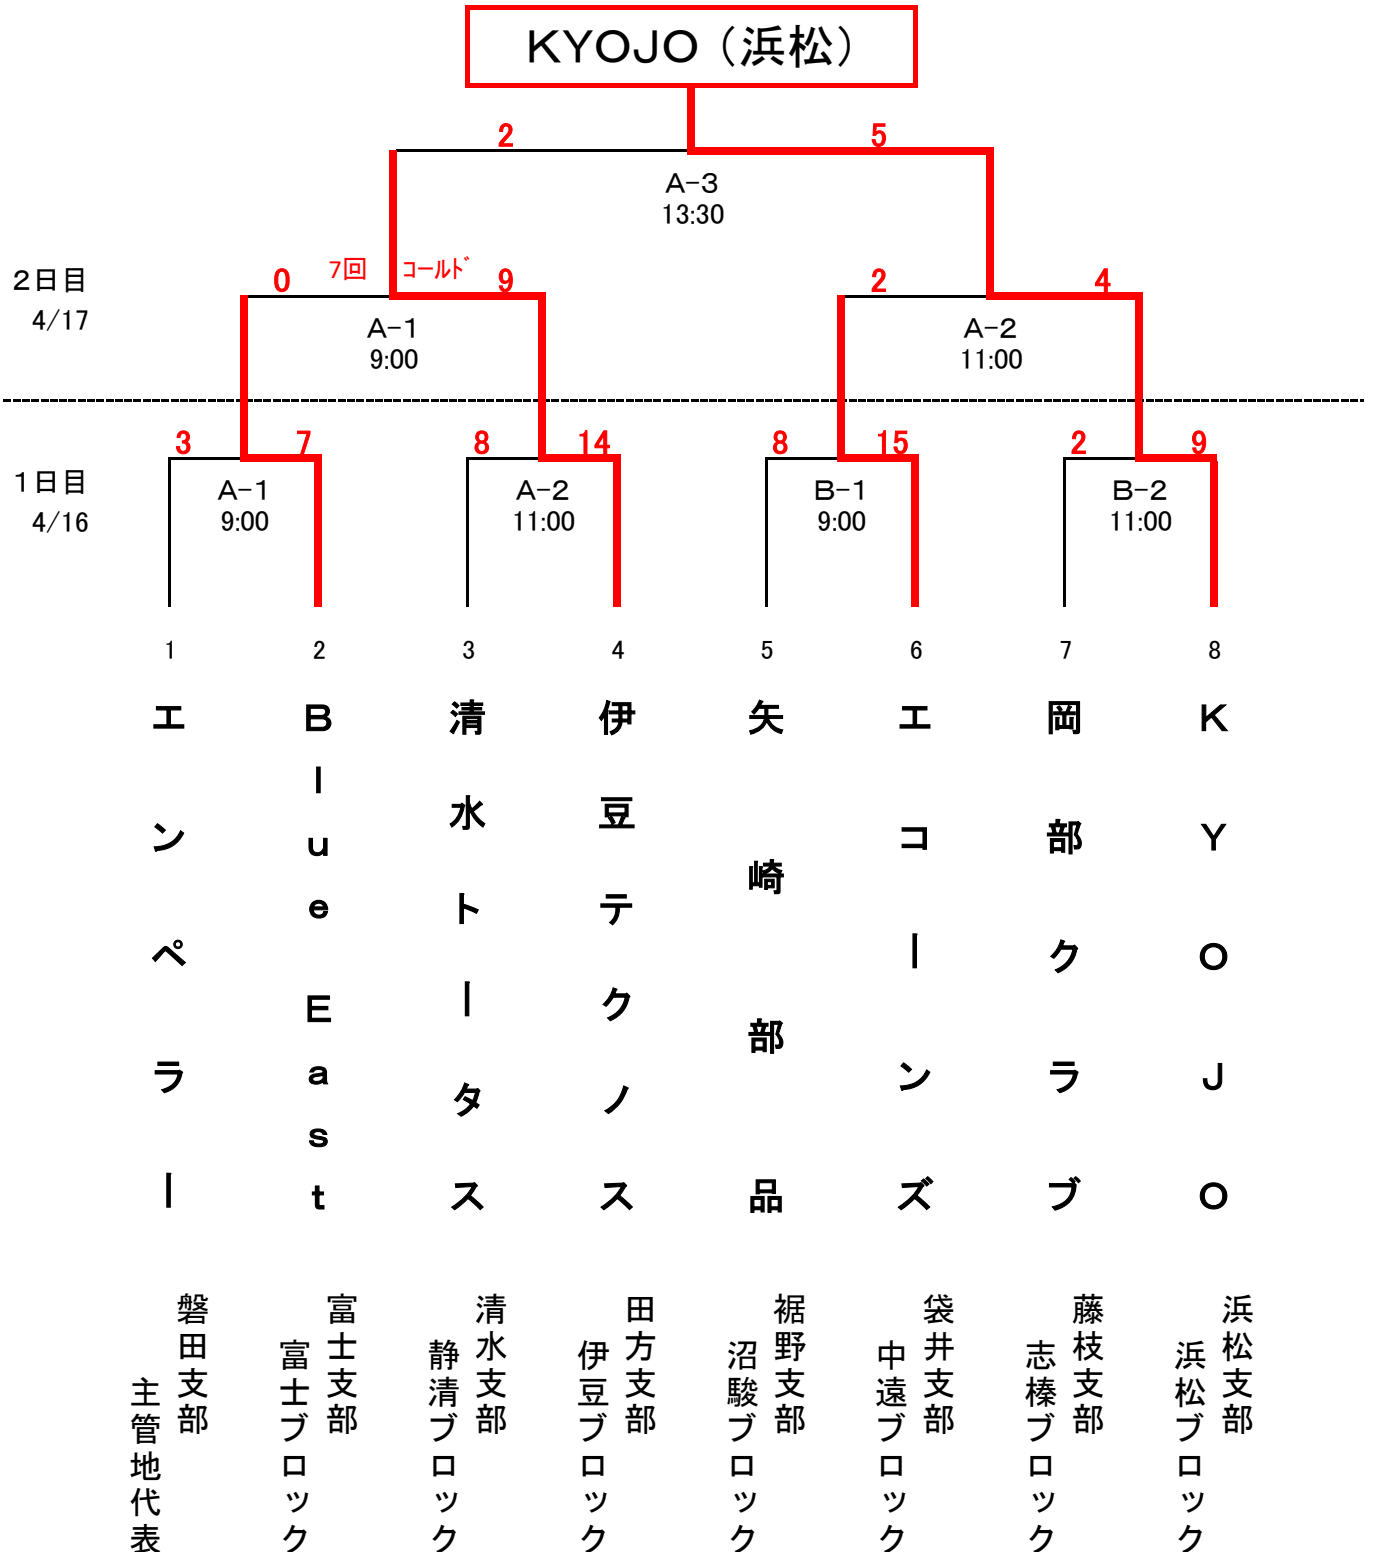 KYOJO（浜松）
2 5
A-3
13:30
0 7回 ｺｰﾙﾄﾞ 9 2 4
2日目
4/17
A-1
9:00
A-2
11:00
3 7 8 14 8 15 2 9
1日目
4/16
A-1
9:00
A-2
11:00
B-1
9:00
B-2
11:00
1 2 3 4 5 6 7 8
エンペラー
Blue East
清水トータス
伊豆テクノス
矢崎部品
エコーンズ
岡部クラブ
KYOJO
磐田支部
主管地代表
富士支部
富士ブロック
清水支部
静清ブロック
田方支部
伊豆ブロック
裾野支部
沼駿ブロック
袋井支部
中遠ブロック
藤枝支部
志榛ブロック
浜松支部
浜松ブロック